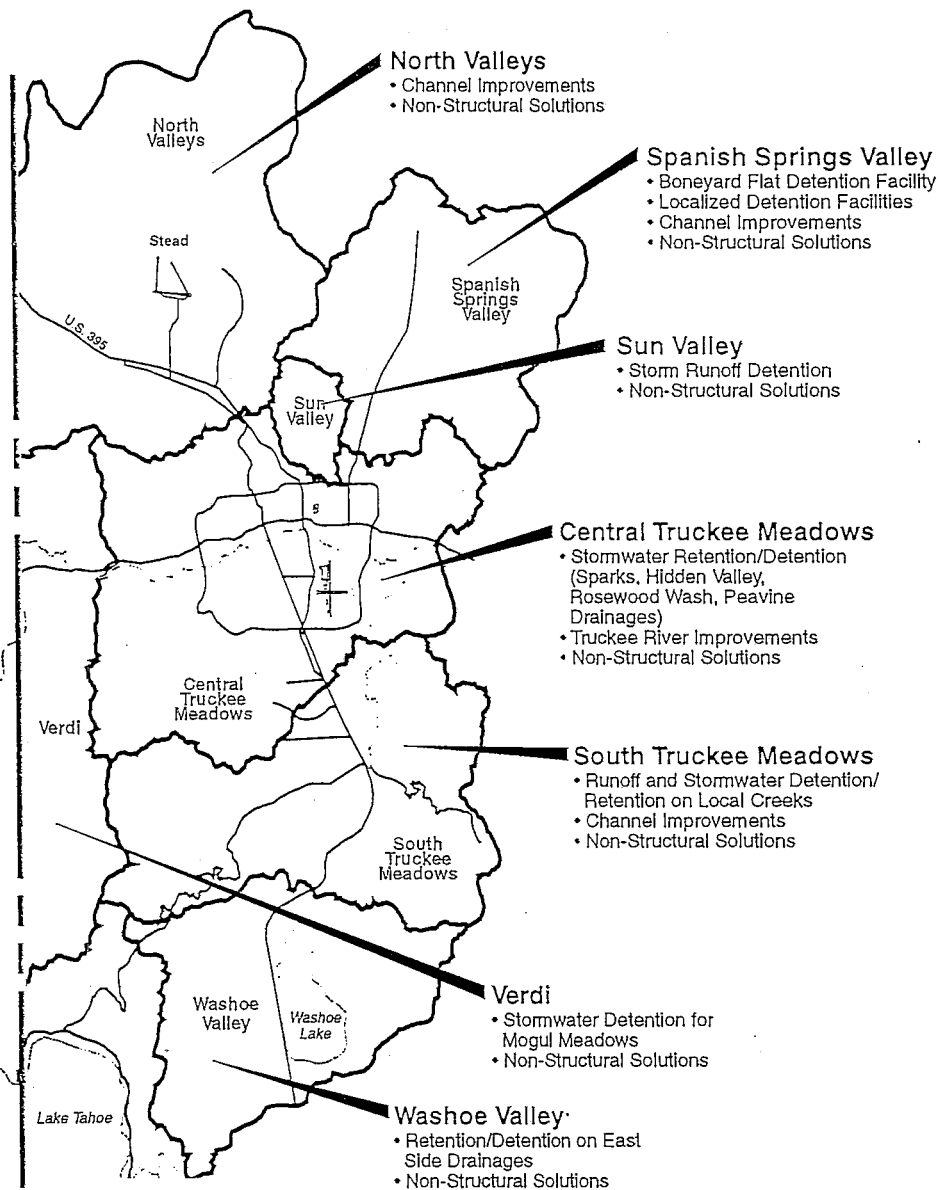 North Valleys
• Channel Improvements
• Non-Structural Solutions
North
Valleys
Spanish Springs Valley
• Boneyard Flat Detention Facility
• Localized Detention Facilities
• Channel Improvements
• Non-Structural Solutions
Stead
Spanish
Springs
Valley
U.S. 395
Sun Valley
• Storm Runoff Detention
• Non-Structural Solutions
Sun
Valley
Central Truckee Meadows
• Stormwater Retention/Detention
(Sparks, Hidden Valley,
Rosewood Wash, Peavine
Drainages)
• Truckee River Improvements
• Non-Structural Solutions
Central
Truckee
Meadows
Verdi
South Truckee Meadows
• Runoff and Stormwater Detention/
Retention on Local Creeks
• Channel Improvements
• Non-Structural Solutions
South
Truckee
Meadows
Verdi
• Stormwater Detention for
Mogul Meadows
• Non-Structural Solutions
Washoe
Valley
Washoe
Lake
Lake Tahoe
Washoe Valley
• Retention/Detention on East
Side Drainages
• Non-Structural Solutions